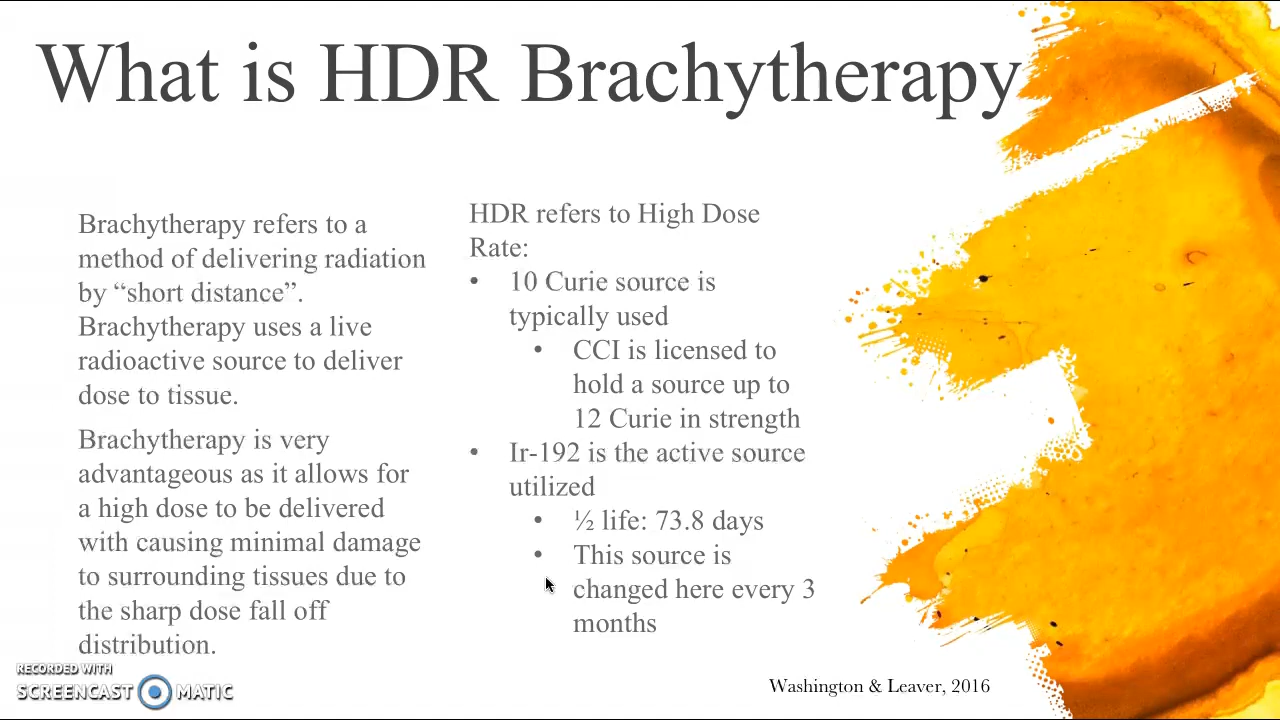 What is HDR Brachytherapy
Brachytherapy refers to a
method of delivering radiation
by “short distance”.
Brachytherapy uses a live
radioactive source to deliver
dose to tissue.
Brachytherapy is very
advantageous as it allows for
a high dose to be delivered
with causing minimal damage
to surrounding tissues due to
the sharp dose fall off
distribution.
HDR refers to High Dose
Rate:
• 10 Curie source is
typically used
• CCI is licensed to
hold a source up to
12 Curie in strength
• Ir-192 is the active source
utilized
• ½ life: 73.8 days
• This source is
changed here every 3
months
Washington & Leaver, 2016
RECORDED WITH
SCREENCAST MATIC